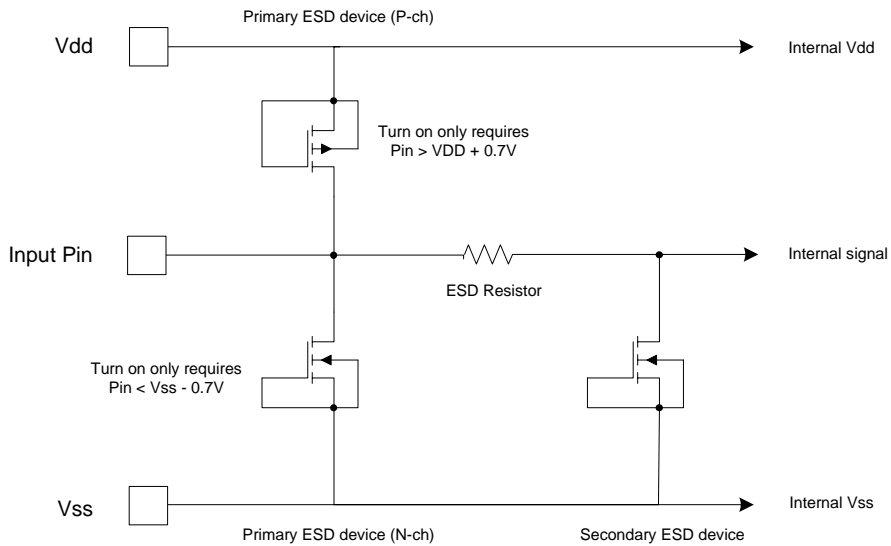 Primary ESD device (P-ch)
Vdd
Internal Vdd
Turn on only requires
Pin > VDD + 0.7V
Input Pin
Internal signal
ESD Resistor
Turn on only requires
Pin < Vss - 0.7V
Vss
Internal Vss
Primary ESD device (N-ch)
Secondary ESD device